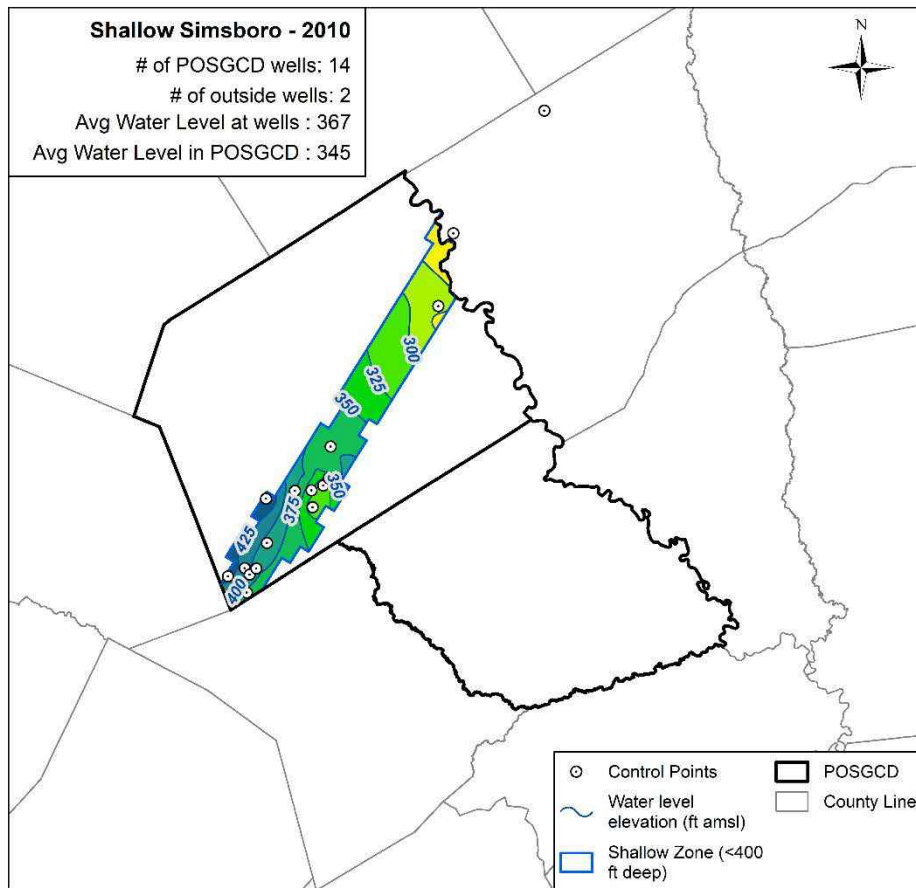 Shallow Simsboro - 2010
# of POSGCD wells: 14
# of outside wells: 2
Avg Water Level at wells : 367
Avg Water Level in POSGCD : 345
N
300
325
350
350
375
425
400
Control Points
Water level
elevation (ft amsl)
Shallow Zone (<400
ft deep)
POSGCD
County Line